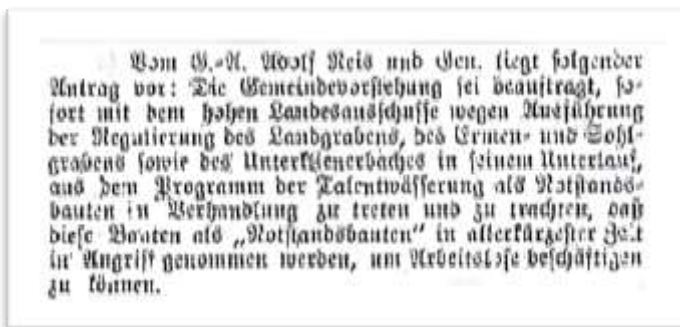 Vom G.-R. Adolf Reis und Gen. liegt folgender
Antrag vor: Die Gemeindevorstehung sei beauftragt, so-
fort mit dem hohen Landesausschusse wegen Ausführung
der Regulierung des Landgrabens, des Ermen- und Sohl-
grabens sowie des Unterklienerbaches in seinem Unterlauf,
aus dem Programm der Talentwässerung als Notstands-
bauten in Verhandlung zu treten und zu trachten, daß
diese Bauten als „Notstandsbauten" in allerkürzester Zeit
in Angriff genommen werden, um Arbeitslose beschäftigen
zu können.